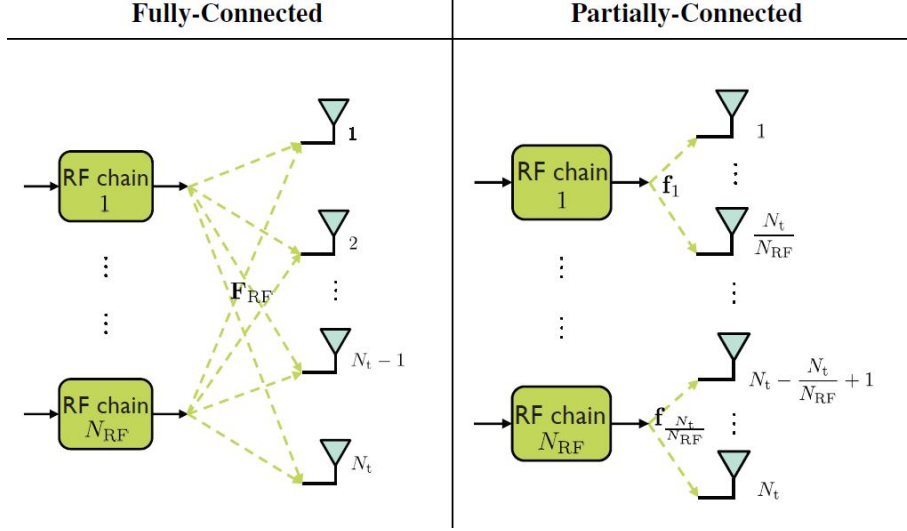 Fully-Connected
RF chain
1
⋮
RF chain
N_RF
F_RF
1
2
⋮
N_t − 1
N_t
Partially-Connected
RF chain
1
⋮
RF chain
N_RF
f_1
f_{N_t/N_RF}
1
⋮
N_t/N_RF
⋮
N_t − N_t/N_RF + 1
⋮
N_t